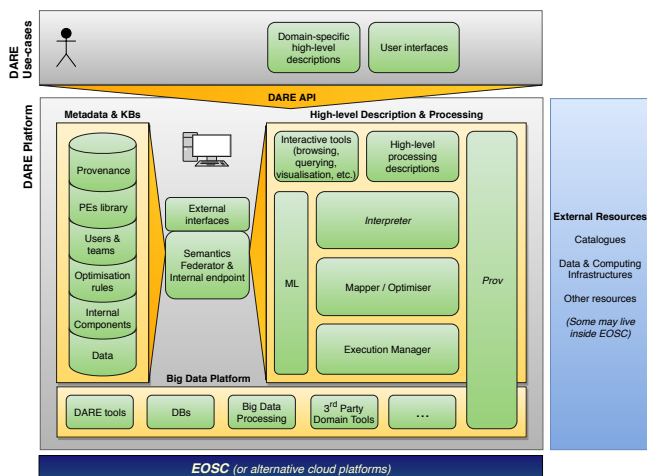 DARE
Use-cases
Domain-specific
high-level
descriptions
User interfaces
DARE API
DARE Platform
Metadata & KBs
High-level Description & Processing
Provenance
PEs library
Users &
teams
Optimisation
rules
Internal
Components
Data
External
interfaces
Semantics
Federator &
Internal endpoint
Interactive tools
(browsing,
querying,
visualisation, etc.)
High-level
processing
descriptions
ML
Interpreter
Mapper / Optimiser
Execution Manager
Prov
Big Data Platform
DARE tools
DBs
Big Data
Processing
3rd Party
Domain Tools
...
External Resources
Catalogues
Data & Computing
Infrastructures
Other resources
(Some may live
inside EOSC)
EOSC (or alternative cloud platforms)